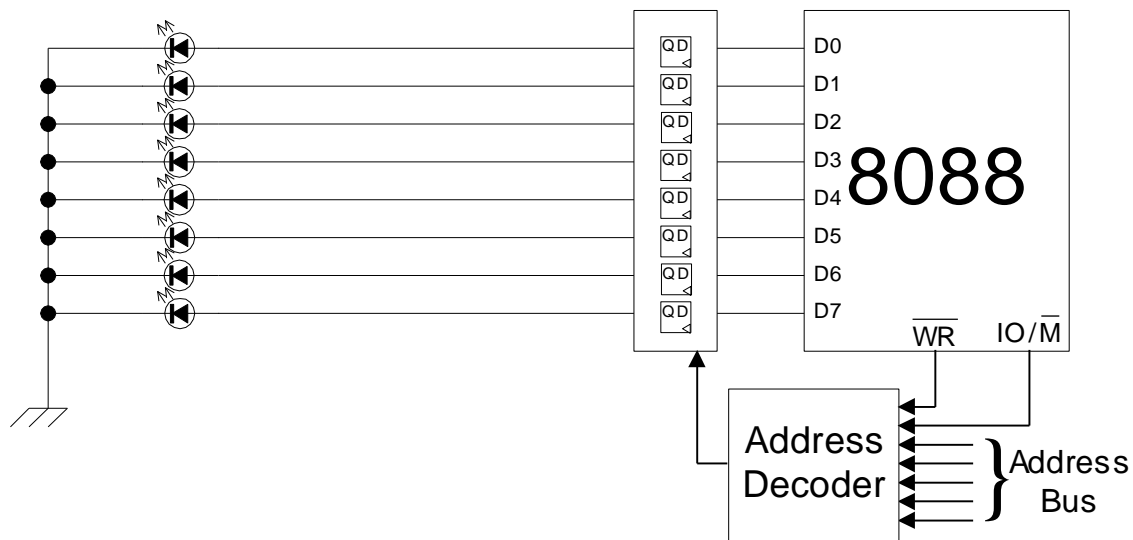 QD D0
QD D1
QD D2
QD D3
QD D4
QD D5
QD D6
QD D7
8088
WR IO/M
Address
Decoder
} Address
Bus